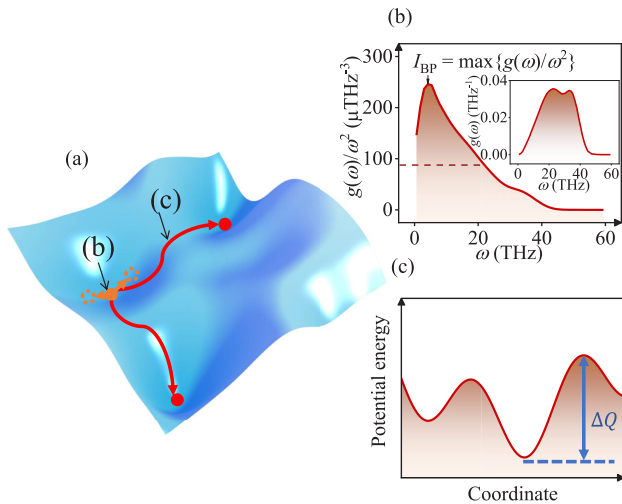 (a)
(b)
(c)
(b)
I_BP = max{g(ω)/ω²}
g(ω)/ω² (μTHz⁻³)
300
200
100
0
0 20 40 60
ω (THz)
g(ω) (THz⁻¹)
0.04
0.02
0.00
0 20 40 60
ω (THz)
(c)
Potential energy
ΔQ
Coordinate